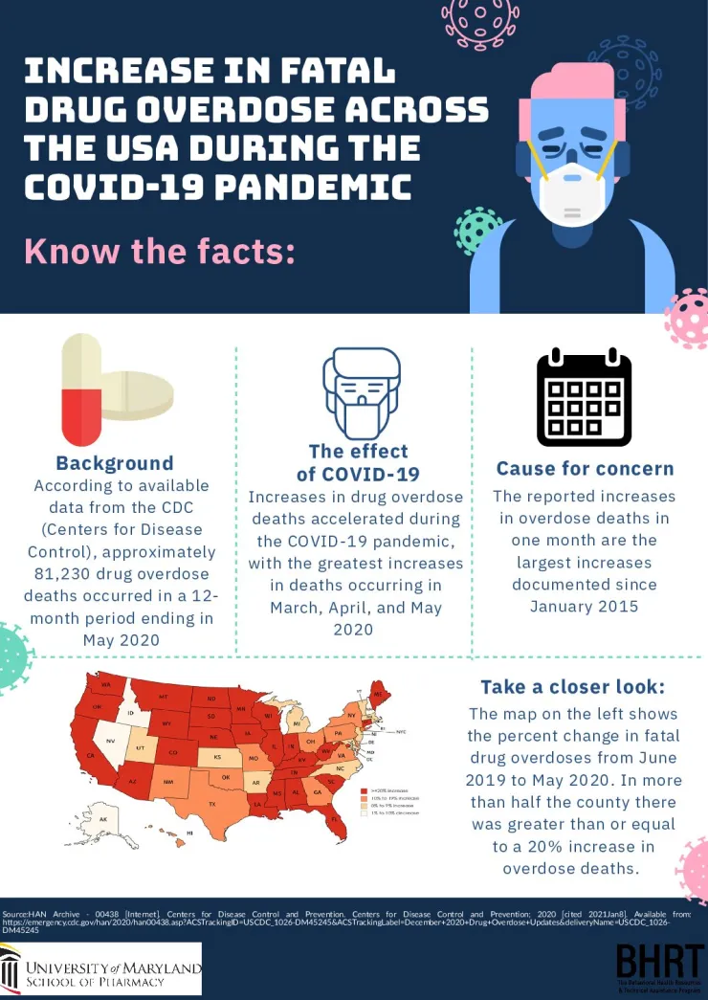 INCREASE IN FATAL
DRUG OVERDOSE ACROSS
THE USA DURING THE
COVID-19 PANDEMIC
Know the facts:
Background
According to available
data from the CDC
(Centers for Disease
Control), approximately
81,230 drug overdose
deaths occurred in a 12-
month period ending in
May 2020
The effect
of COVID-19
Increases in drug overdose
deaths accelerated during
the COVID-19 pandemic,
with the greatest increases
in deaths occurring in
March, April, and May
2020
Cause for concern
The reported increases
in overdose deaths in
one month are the
largest increases
documented since
January 2015
WA
OR
CA
ID
NV
UT
AZ
MT
WY
CO
NM
ND
SD
NE
KS
OK
TX
MN
IA
MO
AR
LA
WI
IL
MS
MI
IN
KY
TN
AL
OH
WV
GA
FL
SC
NC
VA
PA
NY
VT
ME
RI
NYC
NJ
DE
MD
DC
AK
HI
>=20% increase
10% to 19% increase
0% to 9% increase
1% to 10% decrease
Take a closer look:
The map on the left shows
the percent change in fatal
drug overdoses from June
2019 to May 2020. In more
than half the county there
was greater than or equal
to a 20% increase in
overdose deaths.
Source:HAN Archive - 00438 [Internet]. Centers for Disease Control and Prevention. Centers for Disease Control and Prevention; 2020 [cited 2021Jan8]. Available from:
https://emergency.cdc.gov/han/2020/han00438.asp?ACSTrackingID=USCDC_1026-DM45245&ACSTrackingLabel=December+2020+Drug+Overdose+Updates&deliveryName=USCDC_1026-
DM45245
UNIVERSITY of MARYLAND
SCHOOL OF PHARMACY
BHRT
The Behavioral Health Resources
& Technical Assistance Program